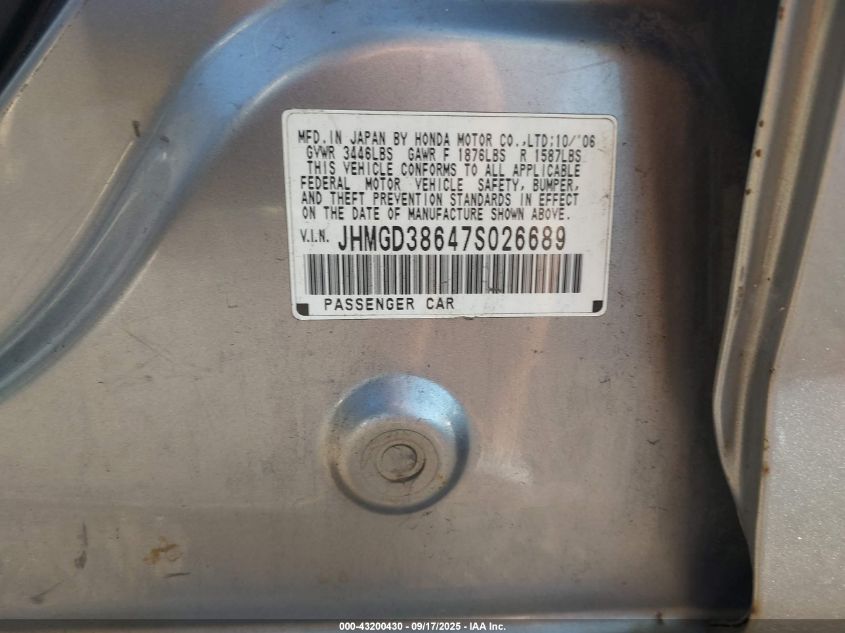 MFD.IN JAPAN BY HONDA MOTOR CO.,LTD;10/'06
GVWR 3446LBS GAWR F 1876LBS R 1587LBS
THIS VEHICLE CONFORMS TO ALL APPLICABLE
FEDERAL MOTOR VEHICLE SAFETY, BUMPER,
AND THEFT PREVENTION STANDARDS IN EFFECT
ON THE DATE OF MANUFACTURE SHOWN ABOVE.
V.I.N. JHMGD38647S026689
PASSENGER CAR
000-43200430 - 09/17/2025 - IAA Inc.